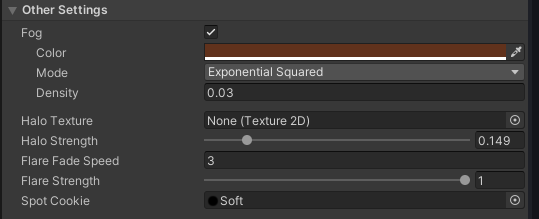 Other Settings
Fog
Color
Mode Exponential Squared
Density 0.03
Halo Texture None (Texture 2D)
Halo Strength 0.149
Flare Fade Speed 3
Flare Strength 1
Spot Cookie Soft